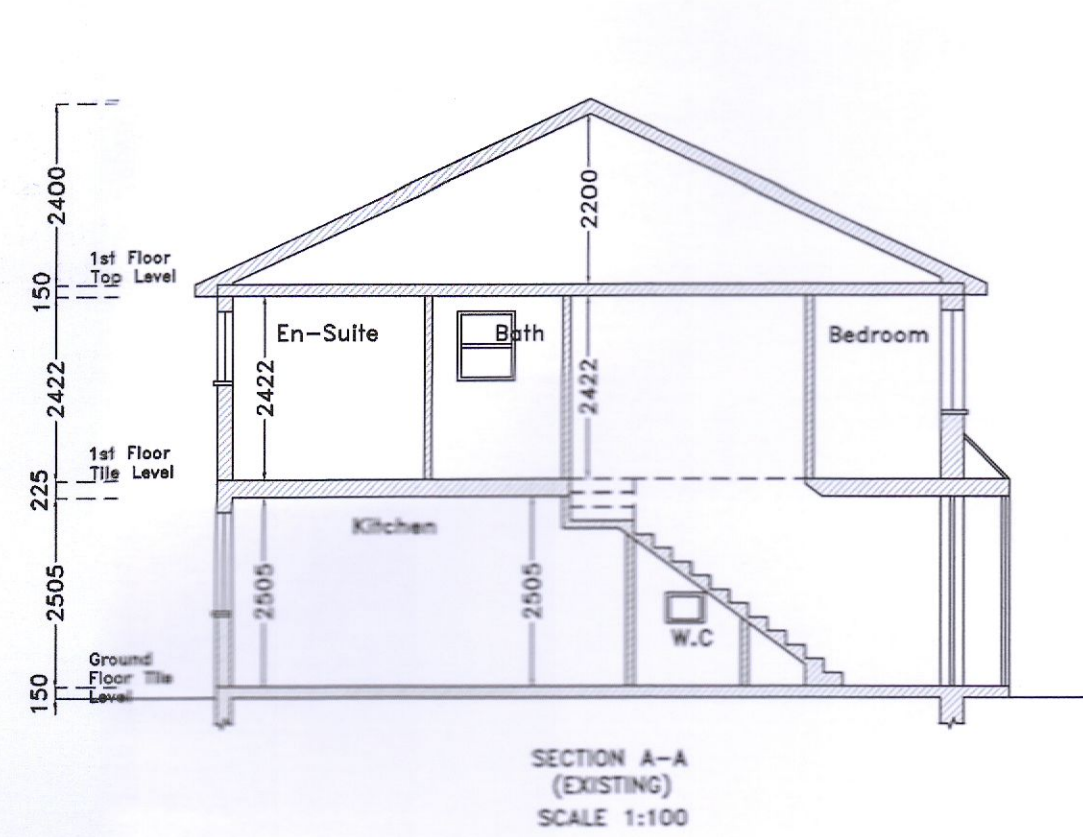 2400
2200
1st Floor
Top Level
150
En-Suite
Bath
Bedroom
2422
2422
2422
1st Floor
Tile Level
225
Kitchen
2505
2505
2505
W.C
Ground
Floor Tile
Level
150
SECTION A-A
(EXISTING)
SCALE 1:100